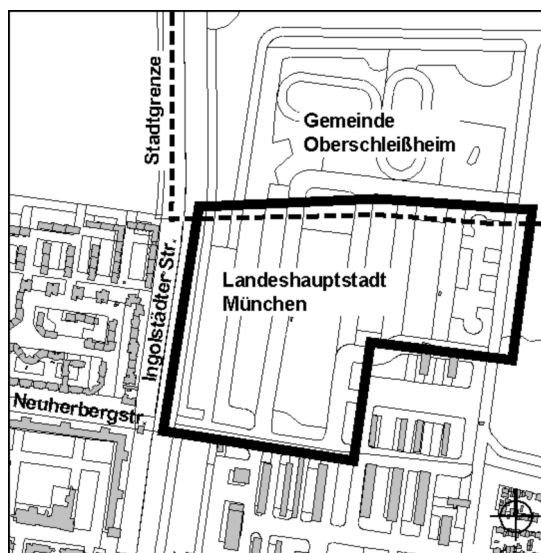 Stadtgrenze
Gemeinde
Oberschleißheim
Landeshauptstadt
München
Ingolstädter Str.
Neuherbergstr